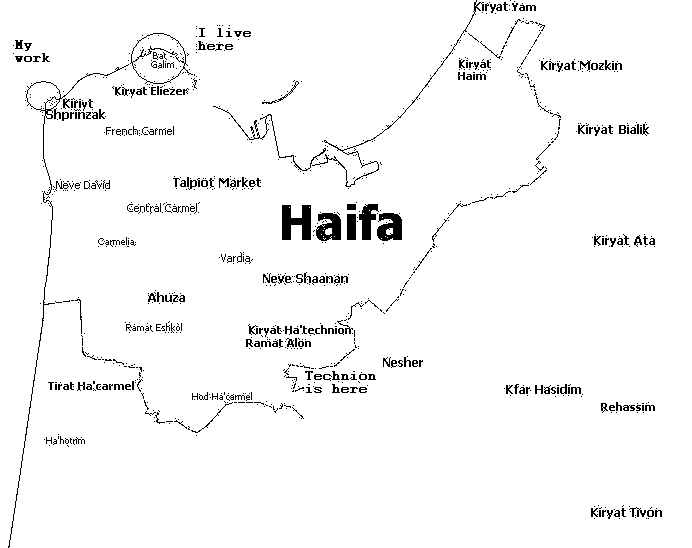 Kiryat Yam
My
work
I live
here
Bat
Galim
Kiryat
Haim
Kiryat Mozkin
Kiryat Eliezer
Kiriyt
Shprinzak
French Carmel
Kiryat Bialik
Neve David
Talpiot Market
Central Carmel
Haifa
Carmelia
Vardia
Kiryat Ata
Neve Shaanan
Ahuza
Ramat Eshkol
Kiryat Ha'technion
Ramat Alon
Nesher
Technion
is here
Tirat Ha'carmel
Hod Ha'carmel
Kfar Hasidim
Rehassim
Ha'hotrim
Kiryat Tivon